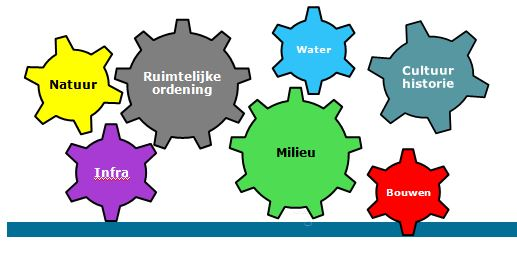 Natuur
Ruimtelijke
ordening
Water
Cultuur
historie
Infra
Milieu
Bouwen